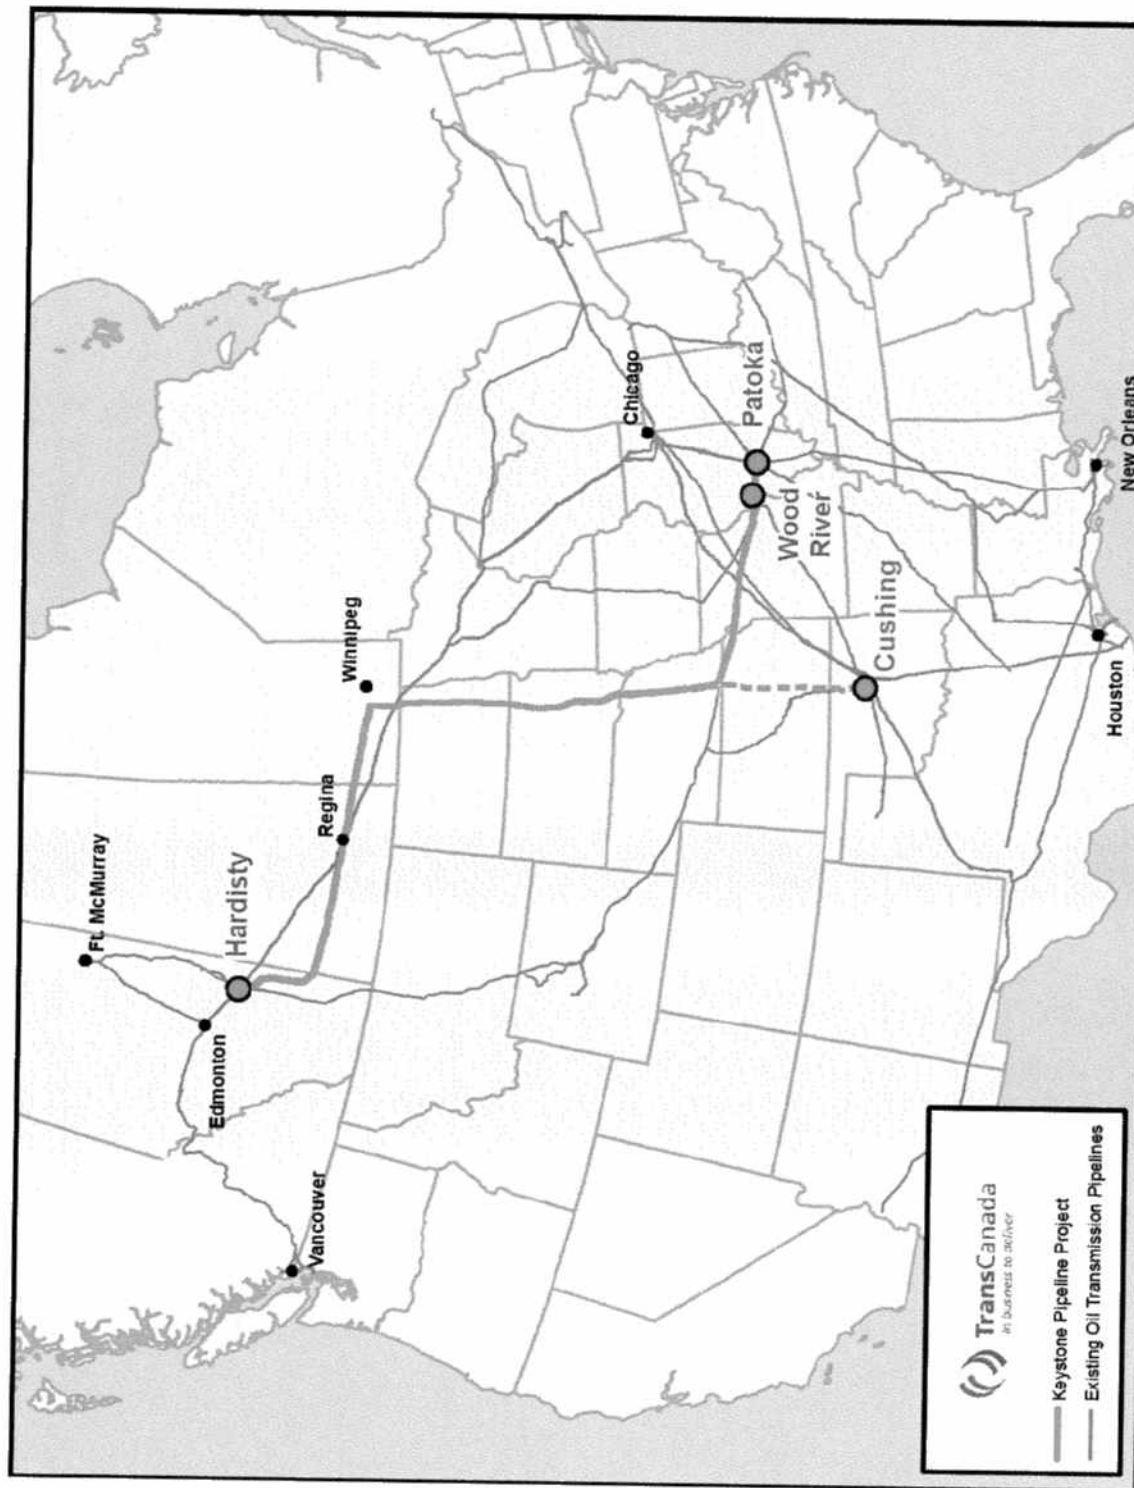 Ft. McMurray
Edmonton
Hardisty
Vancouver
Regina
Winnipeg
Chicago
Patoka
Wood
River
Cushing
Houston
New Orleans
TransCanada
in business to deliver
Keystone Pipeline Project
Existing Oil Transmission Pipelines